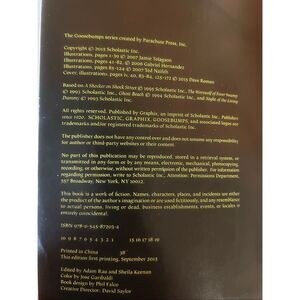 The Goosebumps series created by Parachute Press, Inc.
Copyright © 2015 Scholastic Inc.
Illustrations, pages 1-39 © 2007 Jamie Tolagson
Illustrations, pages 41-82, © 2006 Gabriel Hernandez
Illustrations, pages 85-124 © 2007 Ted Naifeh
Cover, illustrations, pages iv, 40, 83-84, 125-172 © 2015 Dave Roman
Based on A Shocker on Shock Street © 1995 Scholastic Inc., The Werewolf of Fever Swamp
© 1993 Scholastic Inc., Ghost Beach © 1994 Scholastic Inc., and Night of the Living
Dummy © 1993 Scholastic Inc.
All rights reserved. Published by Graphix, an imprint of Scholastic Inc., Publishers
since 1920. SCHOLASTIC, GRAPHIX, GOOSEBUMPS, and associated logos are
trademarks and/or registered trademarks of Scholastic Inc.
The publisher does not have any control over and does not assume any responsibility
for author or third-party websites or their content.
No part of this publication may be reproduced, stored in a retrieval system, or
transmitted in any form or by any means, electronic, mechanical, photocopying,
recording, or otherwise, without written permission of the publisher. For information
regarding permission, write to Scholastic Inc., Attention: Permissions Department,
557 Broadway, New York, NY 10012.
This book is a work of fiction. Names, characters, places, and incidents are either
the product of the author's imagination or are used fictitiously, and any resemblance
to actual persons, living or dead, business establishments, events, or locales is
entirely coincidental.
ISBN 978-0-545-87203-4
10 9 8 7 6 5 4 3 2 1 15 16 17 18 19
Printed in China 38
This edition first printing, September 2015
Edited by Adam Rau and Sheila Keenan
Color by Jose Garibaldi
Book design by Phil Falco
Creative Director: David Saylor